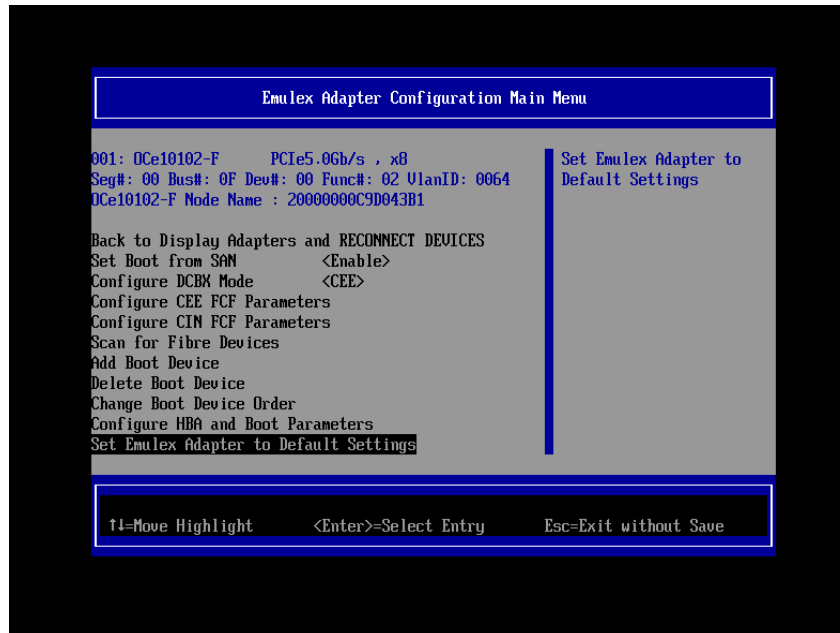 Emulex Adapter Configuration Main Menu
001: OCe10102-F PCIe5.0Gb/s , x8
Seg#: 00 Bus#: 0F Dev#: 00 Func#: 02 VlanID: 0064
OCe10102-F Node Name : 20000000C9D043B1
Set Emulex Adapter to
Default Settings
Back to Display Adapters and RECONNECT DEVICES
Set Boot from SAN <Enable>
Configure DCBX Mode <CEE>
Configure CEE FCF Parameters
Configure CIN FCF Parameters
Scan for Fibre Devices
Add Boot Device
Delete Boot Device
Change Boot Device Order
Configure HBA and Boot Parameters
Set Emulex Adapter to Default Settings
↑↓=Move Highlight <Enter>=Select Entry Esc=Exit without Save